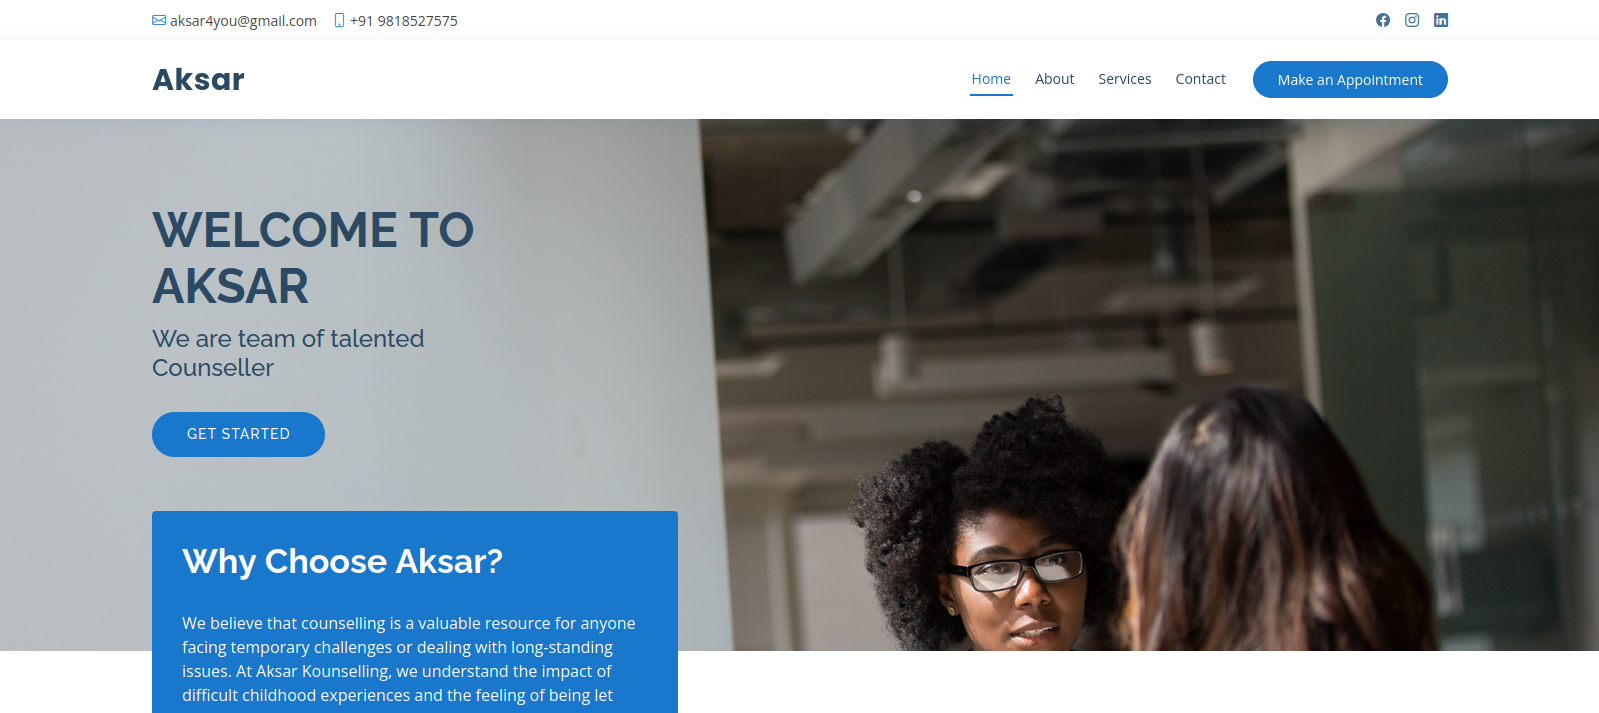 aksar4you@gmail.com +91 9818527575
Aksar
Home About Services Contact Make an Appointment
WELCOME TO
AKSAR
We are team of talented
Counseller
GET STARTED
Why Choose Aksar?
We believe that counselling is a valuable resource for anyone
facing temporary challenges or dealing with long-standing
issues. At Aksar Kounselling, we understand the impact of
difficult childhood experiences and the feeling of being let